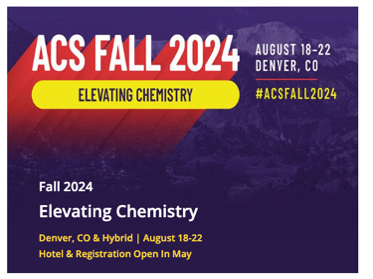 ACS FALL 2024
ELEVATING CHEMISTRY
AUGUST 18-22
DENVER, CO
#ACSFALL2024
Fall 2024
Elevating Chemistry
Denver, CO & Hybrid | August 18-22
Hotel & Registration Open In May